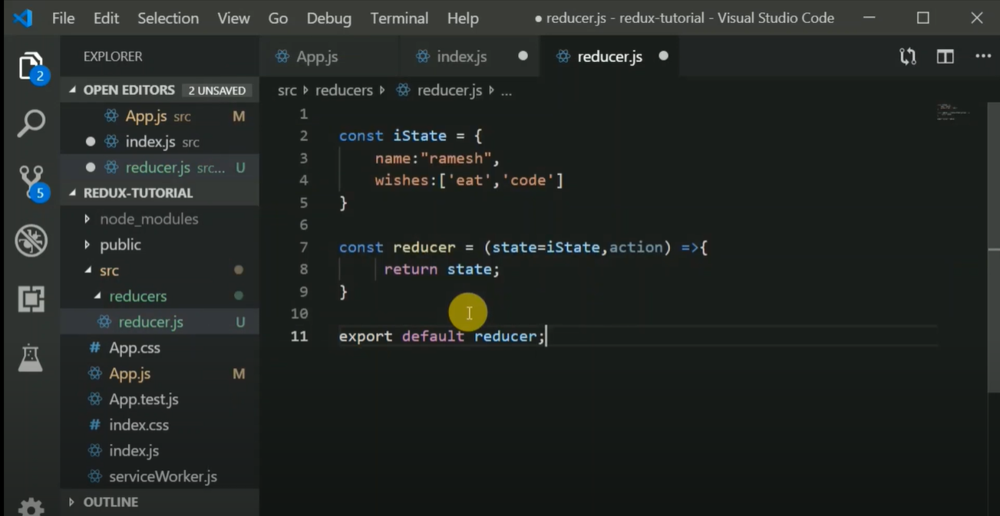 File Edit Selection View Go Debug Terminal Help ● reducer.js - redux-tutorial - Visual Studio Code
EXPLORER
App.js index.js reducer.js
2
OPEN EDITORS 2 UNSAVED
App.js src M
index.js src
reducer.js src... U
5
REDUX-TUTORIAL
node_modules
public
src
reducers
reducer.js U
# App.css
App.js M
App.test.js
# index.css
index.js
serviceWorker.js
OUTLINE
src reducers reducer.js ...
1
2 const iState = {
3 name:"ramesh",
4 wishes:['eat','code']
5 }
6
7 const reducer = (state=iState,action) =>{
8 return state;
9 }
10
11 export default reducer;